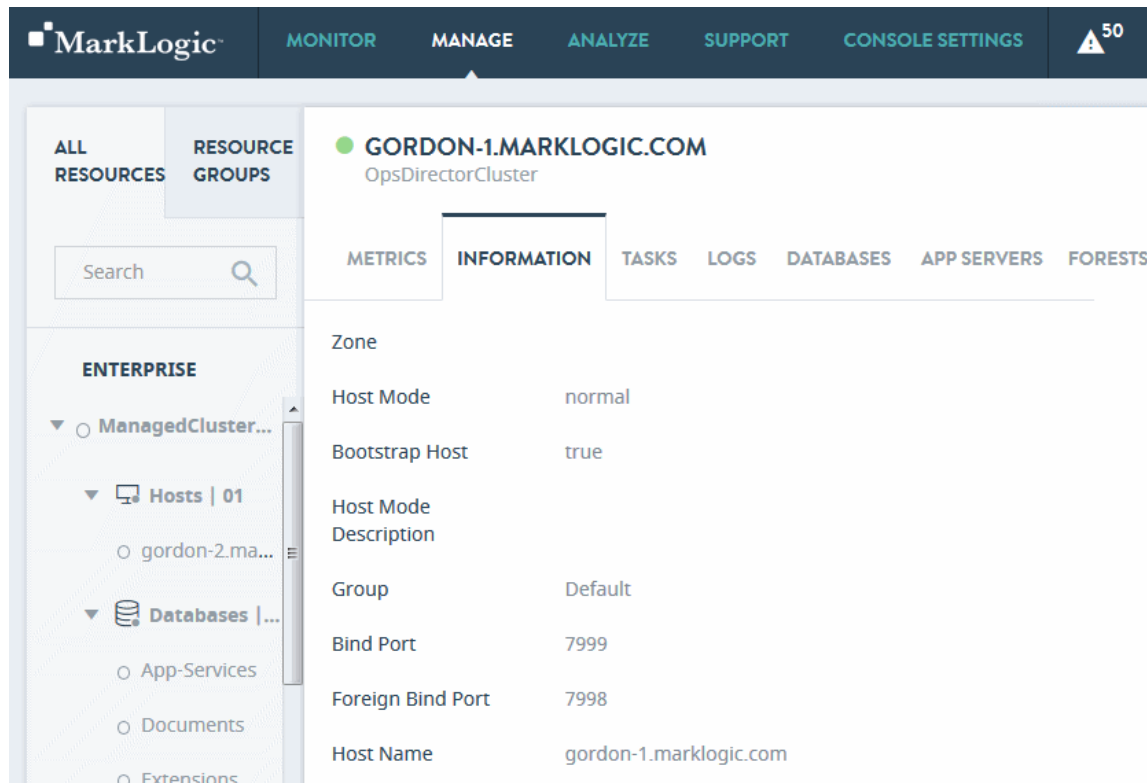 MarkLogic MONITOR MANAGE ANALYZE SUPPORT CONSOLE SETTINGS 50
ALL RESOURCES
RESOURCE GROUPS
Search
ENTERPRISE
ManagedCluster...
Hosts | 01
gordon-2.ma...
Databases |...
App-Services
Documents
Extensions
GORDON-1.MARKLOGIC.COM
OpsDirectorCluster
METRICS INFORMATION TASKS LOGS DATABASES APP SERVERS FORESTS
Zone
Host Mode normal
Bootstrap Host true
Host Mode
Description
Group Default
Bind Port 7999
Foreign Bind Port 7998
Host Name gordon-1.marklogic.com